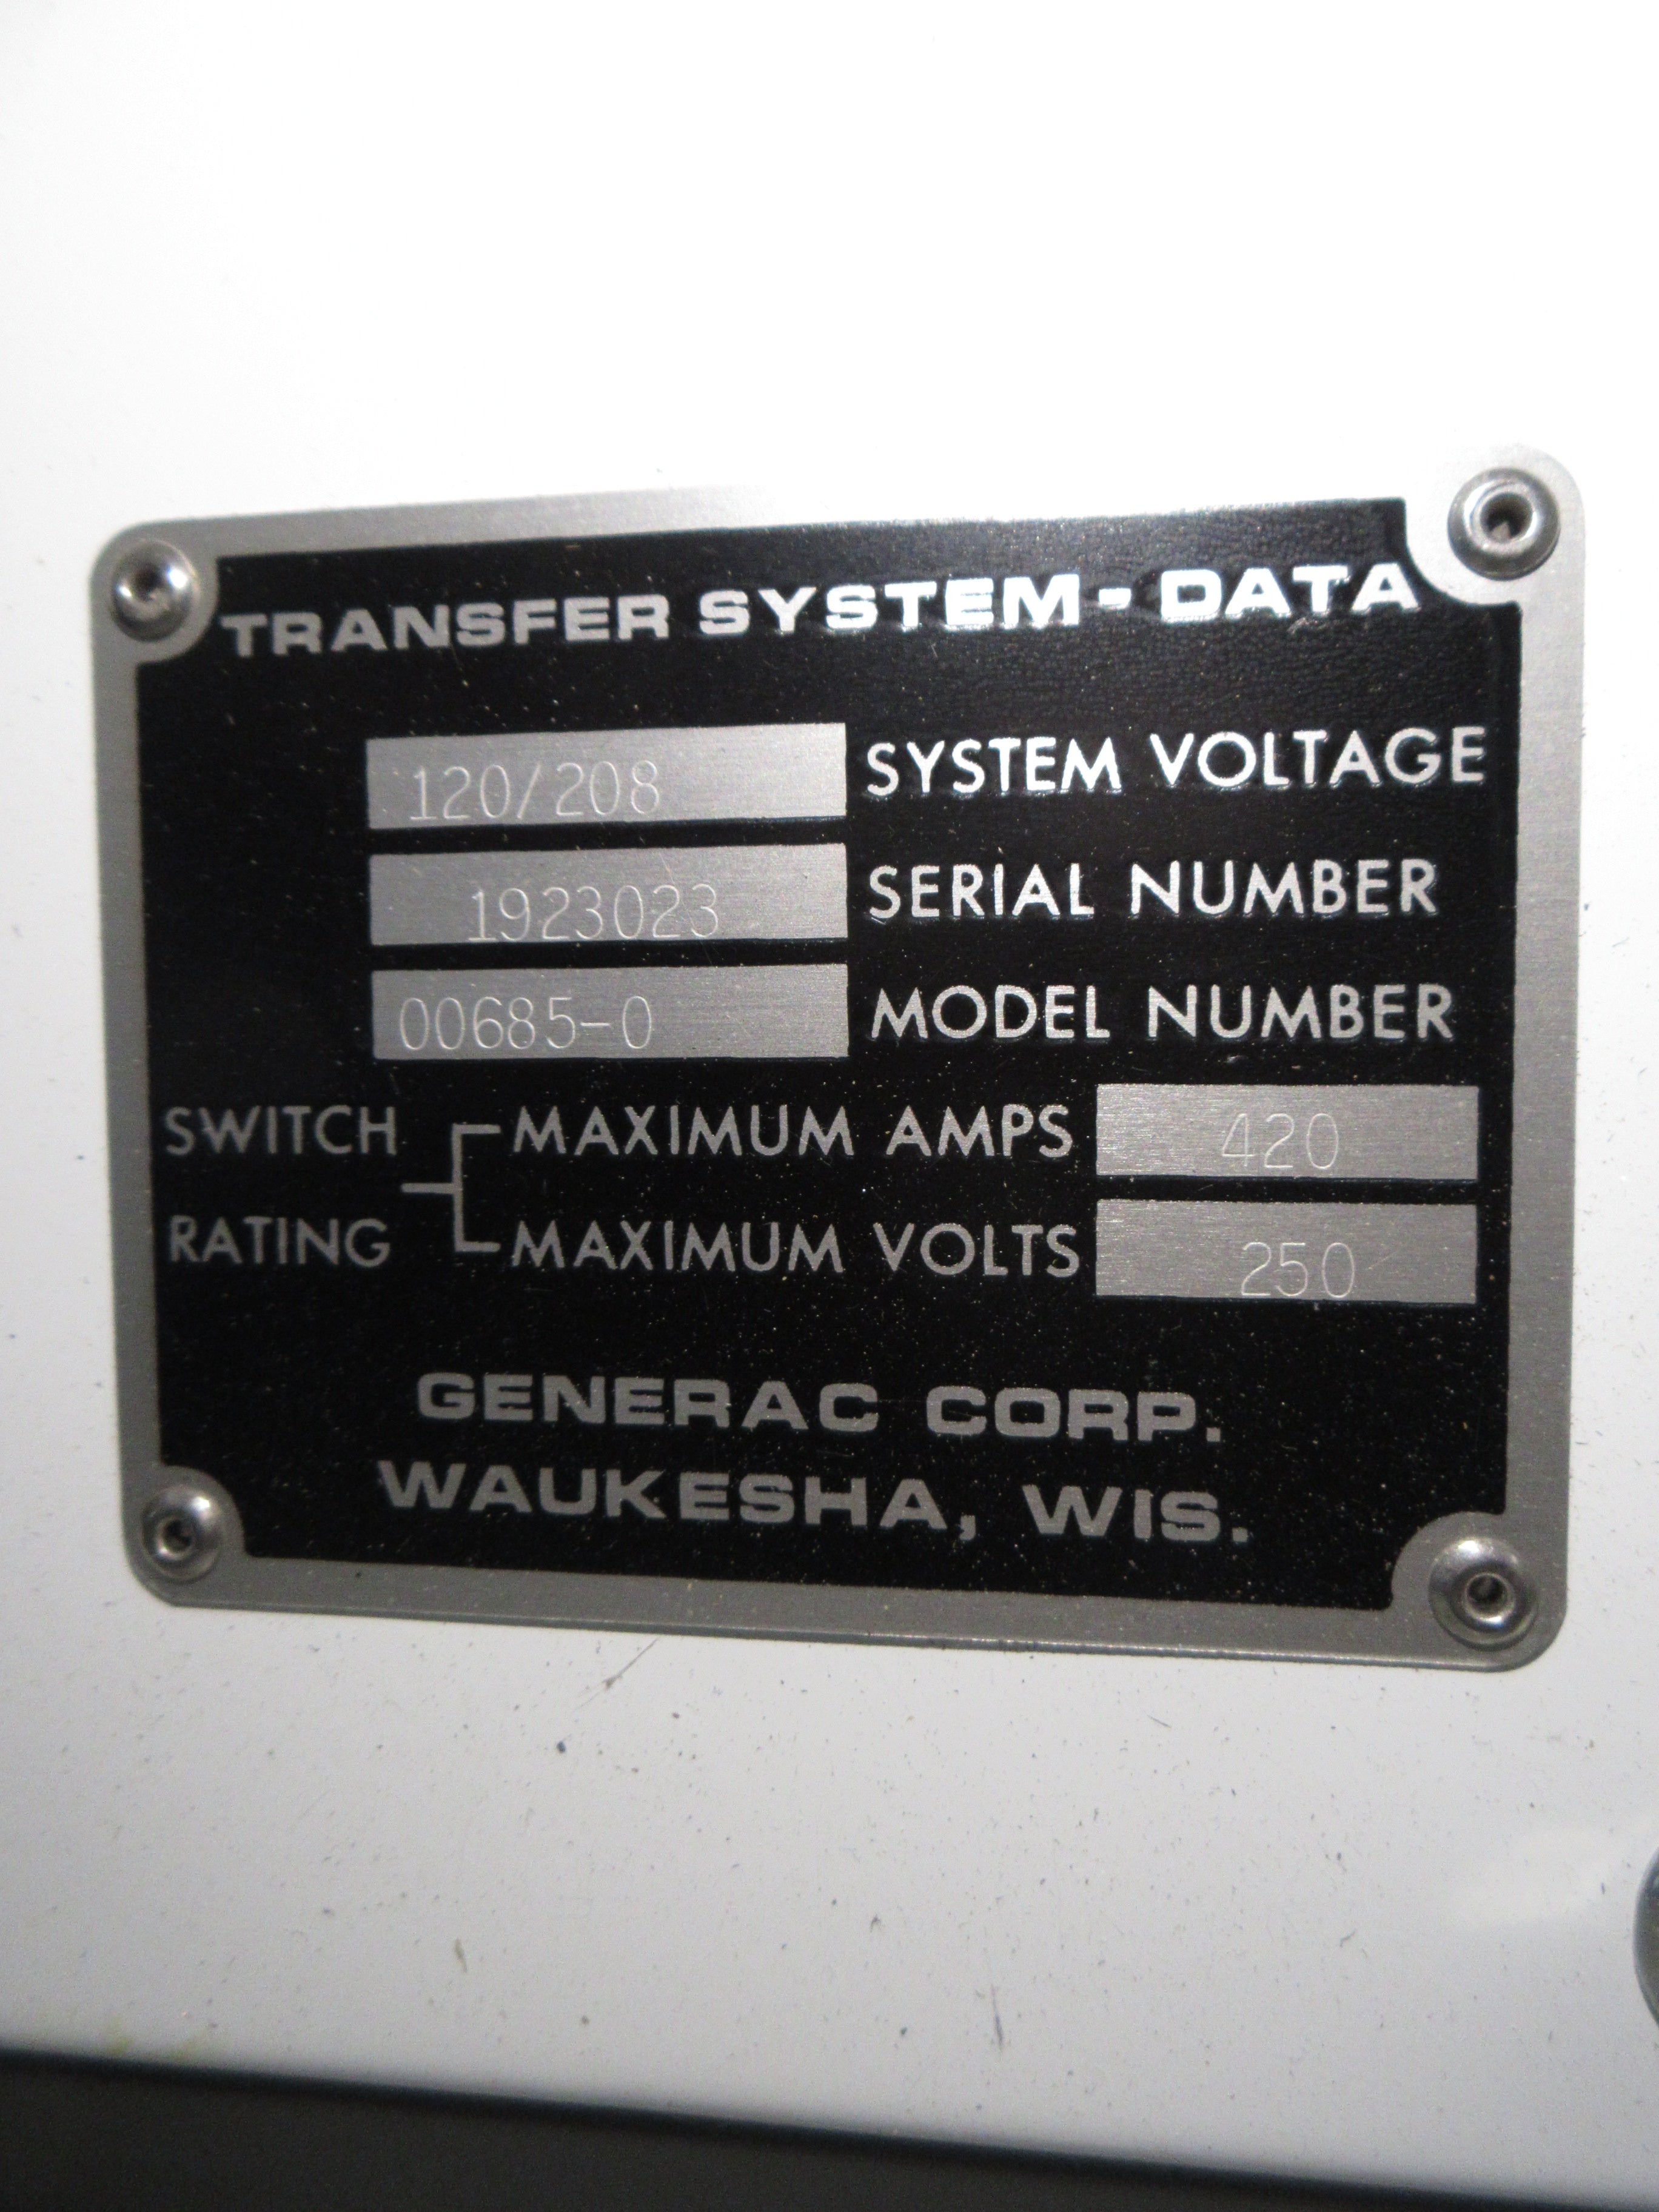 TRANSFER SYSTEM - DATA
120/208 SYSTEM VOLTAGE
1923023 SERIAL NUMBER
00685-0 MODEL NUMBER
SWITCH MAXIMUM AMPS 420
RATING MAXIMUM VOLTS 250
GENERAC CORP.
WAUKESHA, WIS.